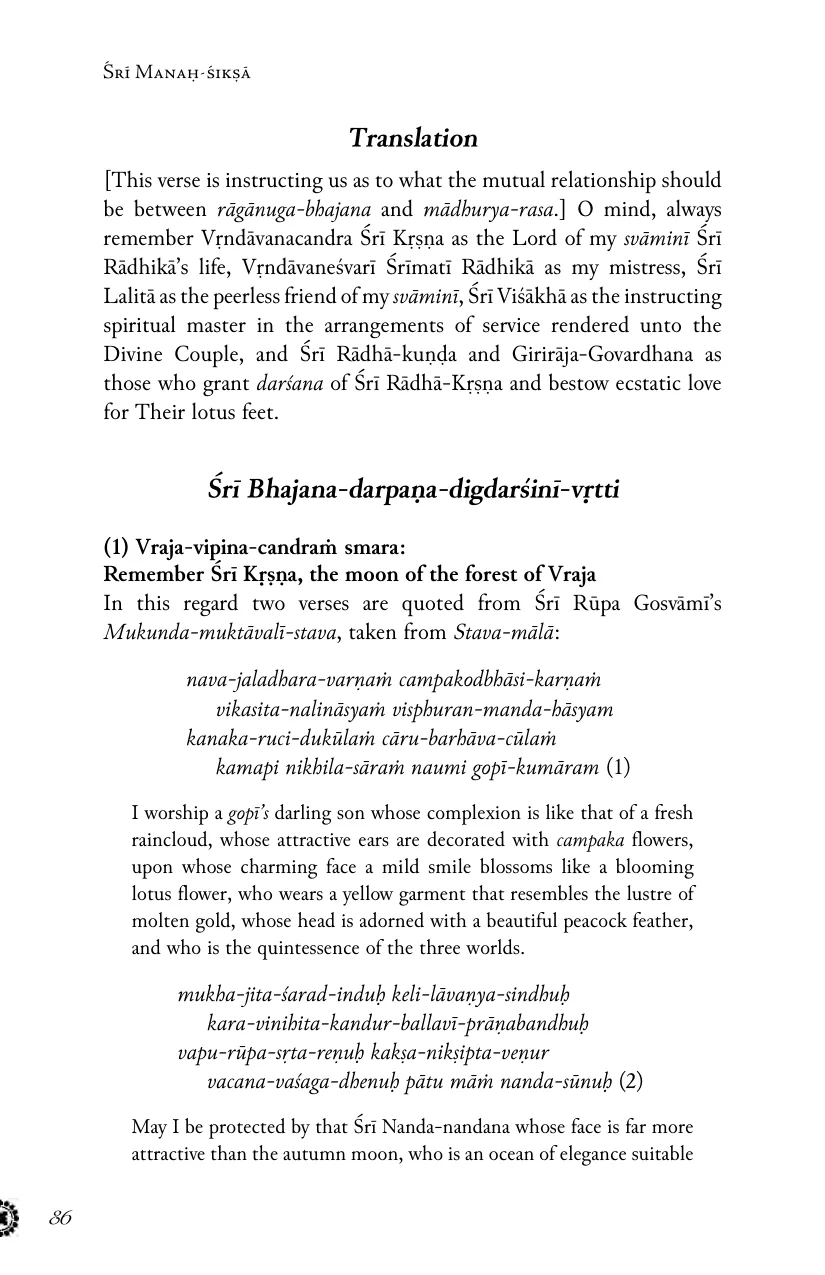 Śrī Manaḥ-śikṣā
Translation
[This verse is instructing us as to what the mutual relationship should
be between rāgānuga-bhajana and mādhurya-rasa.] O mind, always
remember Vṛndāvanacandra Śrī Kṛṣṇa as the Lord of my svāminī Śrī
Rādhikā’s life, Vṛndāvaneśvarī Śrīmatī Rādhikā as my mistress, Śrī
Lalitā as the peerless friend of my svāminī, Śrī Viśākhā as the instructing
spiritual master in the arrangements of service rendered unto the
Divine Couple, and Śrī Rādhā-kuṇḍa and Girirāja-Govardhana as
those who grant darśana of Śrī Rādhā-Kṛṣṇa and bestow ecstatic love
for Their lotus feet.
Śrī Bhajana-darpaṇa-digdarśinī-vṛtti
(1) Vraja-vipina-candraṁ smara:
Remember Śrī Kṛṣṇa, the moon of the forest of Vraja
In this regard two verses are quoted from Śrī Rūpa Gosvāmī’s
Mukunda-muktāvalī-stava, taken from Stava-mālā:
nava-jaladhara-varṇaṁ campakodbhāsi-karṇaṁ
vikasita-nalināsyaṁ visphuran-manda-hāsyam
kanaka-ruci-dukūlaṁ cāru-barhāva-cūlaṁ
kamapi nikhila-sāraṁ naumi gopī-kumāram (1)
I worship a gopī’s darling son whose complexion is like that of a fresh
raincloud, whose attractive ears are decorated with campaka flowers,
upon whose charming face a mild smile blossoms like a blooming
lotus flower, who wears a yellow garment that resembles the lustre of
molten gold, whose head is adorned with a beautiful peacock feather,
and who is the quintessence of the three worlds.
mukha-jita-śarad-induḥ keli-lāvaṇya-sindhuḥ
kara-vinihita-kandur-ballavī-prāṇabandhuḥ
vapu-rūpa-sṛta-reṇuḥ kakṣa-nikṣipta-veṇur
vacana-vaśaga-dhenuḥ pātu māṁ nanda-sūnuḥ (2)
May I be protected by that Śrī Nanda-nandana whose face is far more
attractive than the autumn moon, who is an ocean of elegance suitable
86